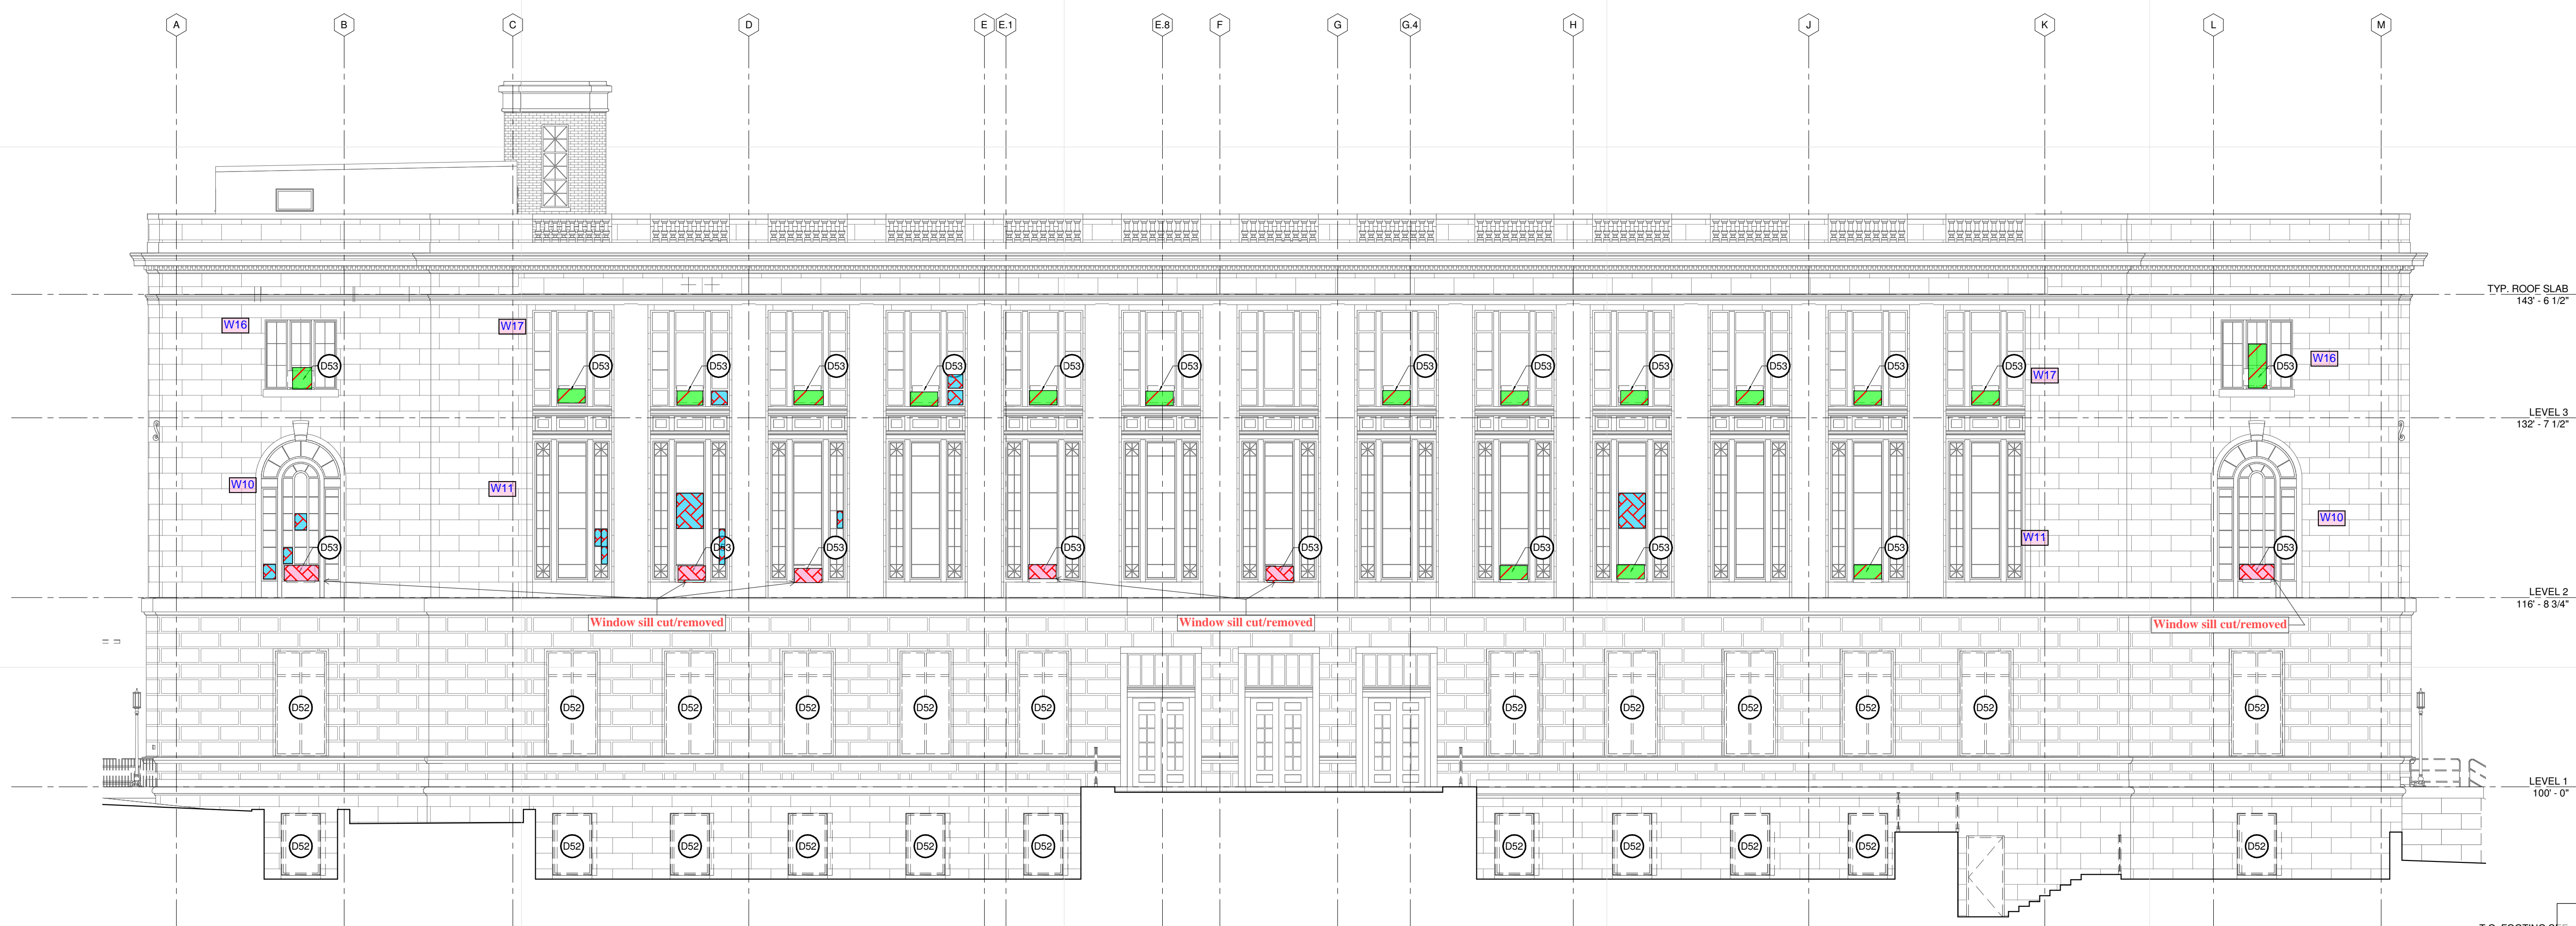 A B C D E E.1 E.8 F G G.4 H J K L M
TYP. ROOF SLAB
143' - 6 1/2"
W16 W17
D53 D53 D53 D53 D53 D53 D53 D53 D53 D53 D53 D53 D53 D53
W16
W17
LEVEL 3
132' - 7 1/2"
W10 W11
W10
W11
D53 D53 D53 D53 D53 D53 D53 D53 D53
LEVEL 2
116' - 8 3/4"
Window sill cut/removed Window sill cut/removed Window sill cut/removed
D52 D52 D52 D52 D52 D52 D52 D52 D52 D52 D52 D52
LEVEL 1
100' - 0"
D52 D52 D52 D52 D52 D52 D52 D52 D52 D52 D52